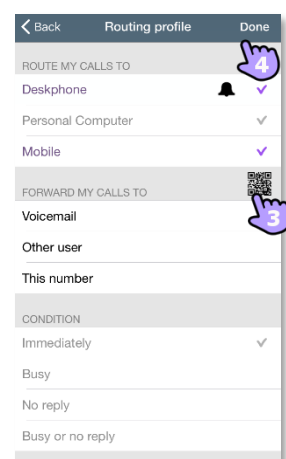 Back Routing profile Done
4
ROUTE MY CALLS TO
Deskphone
Personal Computer
Mobile
FORWARD MY CALLS TO
Voicemail
3
Other user
This number
CONDITION
Immediately
Busy
No reply
Busy or no reply